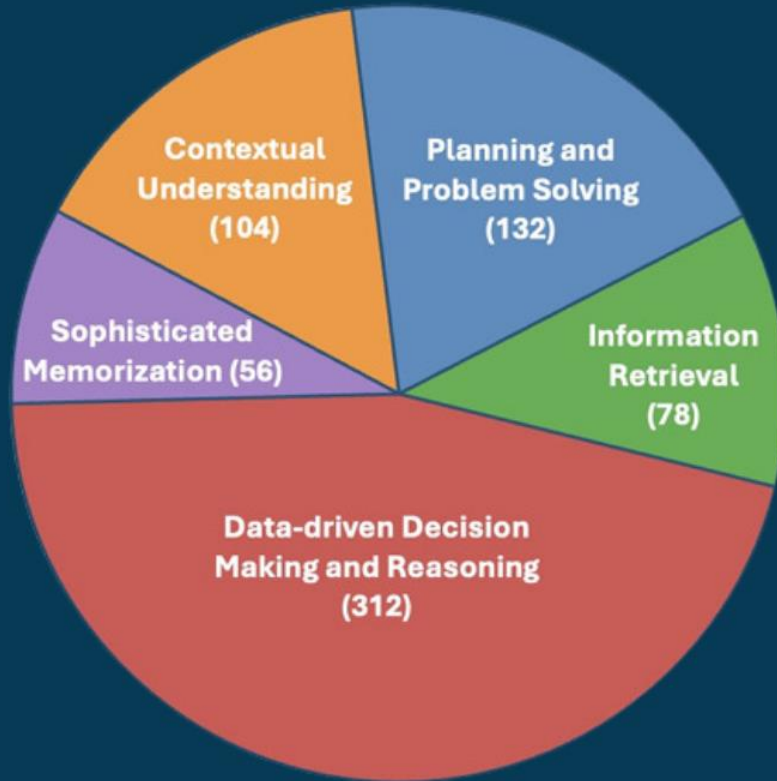 Contextual
Understanding
(104)
Planning and
Problem Solving
(132)
Sophisticated
Memorization (56)
Information
Retrieval
(78)
Data-driven Decision
Making and Reasoning
(312)